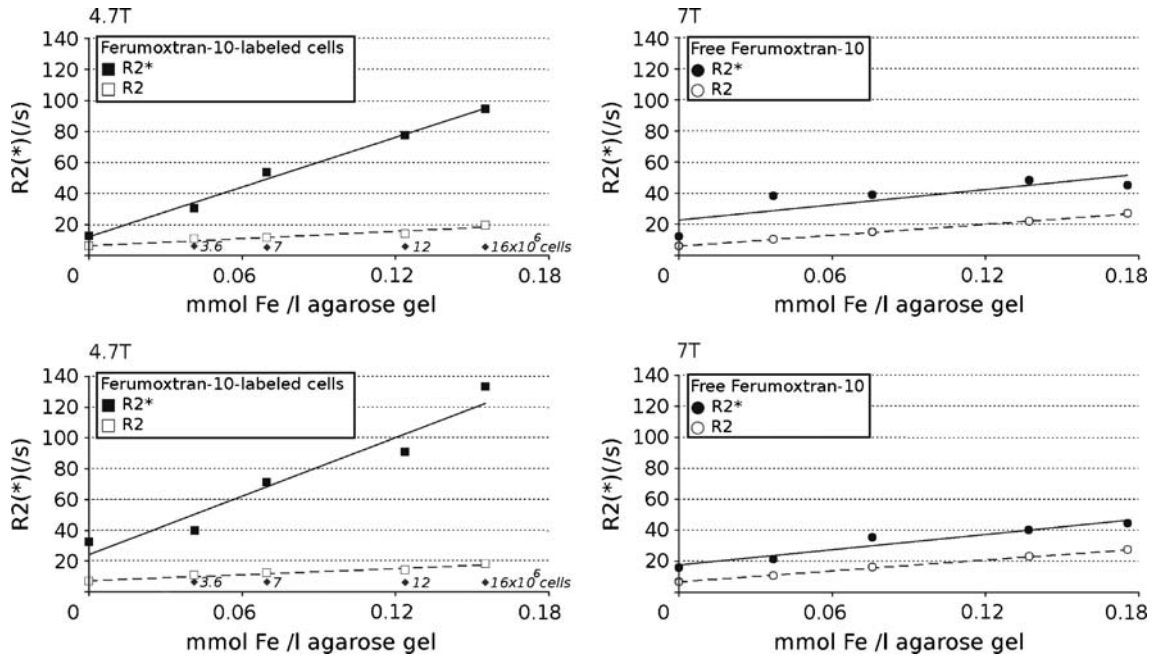 4.7T
140
120
100
80
60
40
20
R2(*)(/s)
Ferumoxtran-10-labeled cells
R2*
R2
3.6
7
12
16x10⁶ cells
0 0.06 0.12 0.18
mmol Fe /l agarose gel
7T
140
120
100
80
60
40
20
R2(*)(/s)
Free Ferumoxtran-10
R2*
R2
0 0.06 0.12 0.18
mmol Fe /l agarose gel
4.7T
140
120
100
80
60
40
20
R2(*)(/s)
Ferumoxtran-10-labeled cells
R2*
R2
3.6
7
12
16x10⁶ cells
0 0.06 0.12 0.18
mmol Fe /l agarose gel
7T
140
120
100
80
60
40
20
R2(*)(/s)
Free Ferumoxtran-10
R2*
R2
0 0.06 0.12 0.18
mmol Fe /l agarose gel